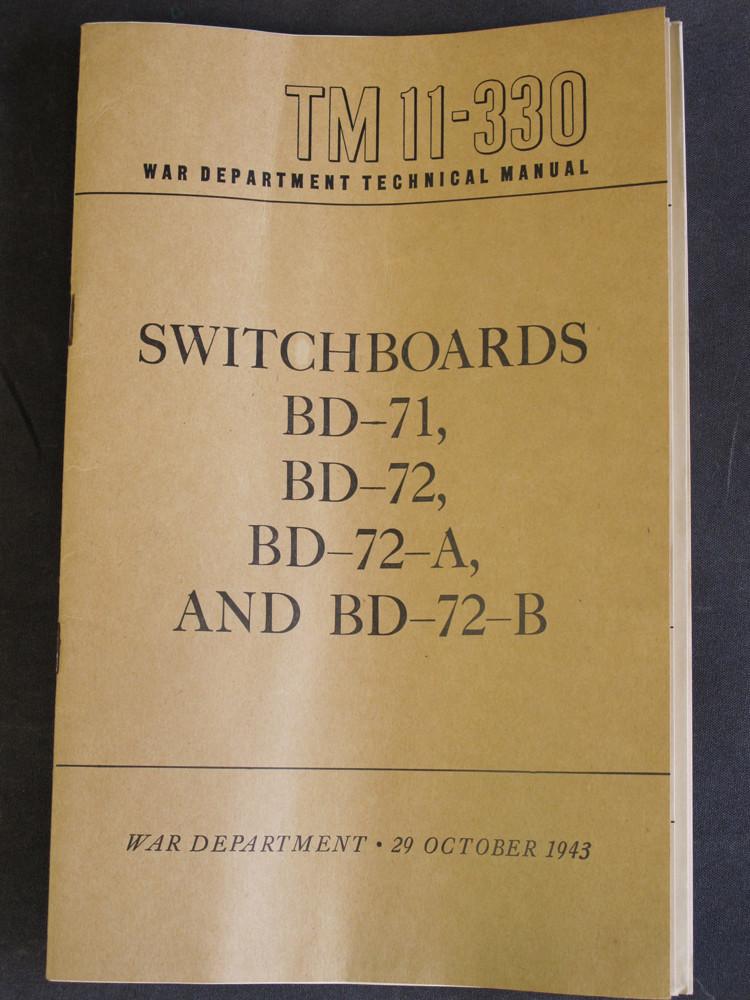 TM 11-330
WAR DEPARTMENT TECHNICAL MANUAL
SWITCHBOARDS
BD–71,
BD–72,
BD–72–A,
AND BD–72–B
WAR DEPARTMENT • 29 OCTOBER 1943